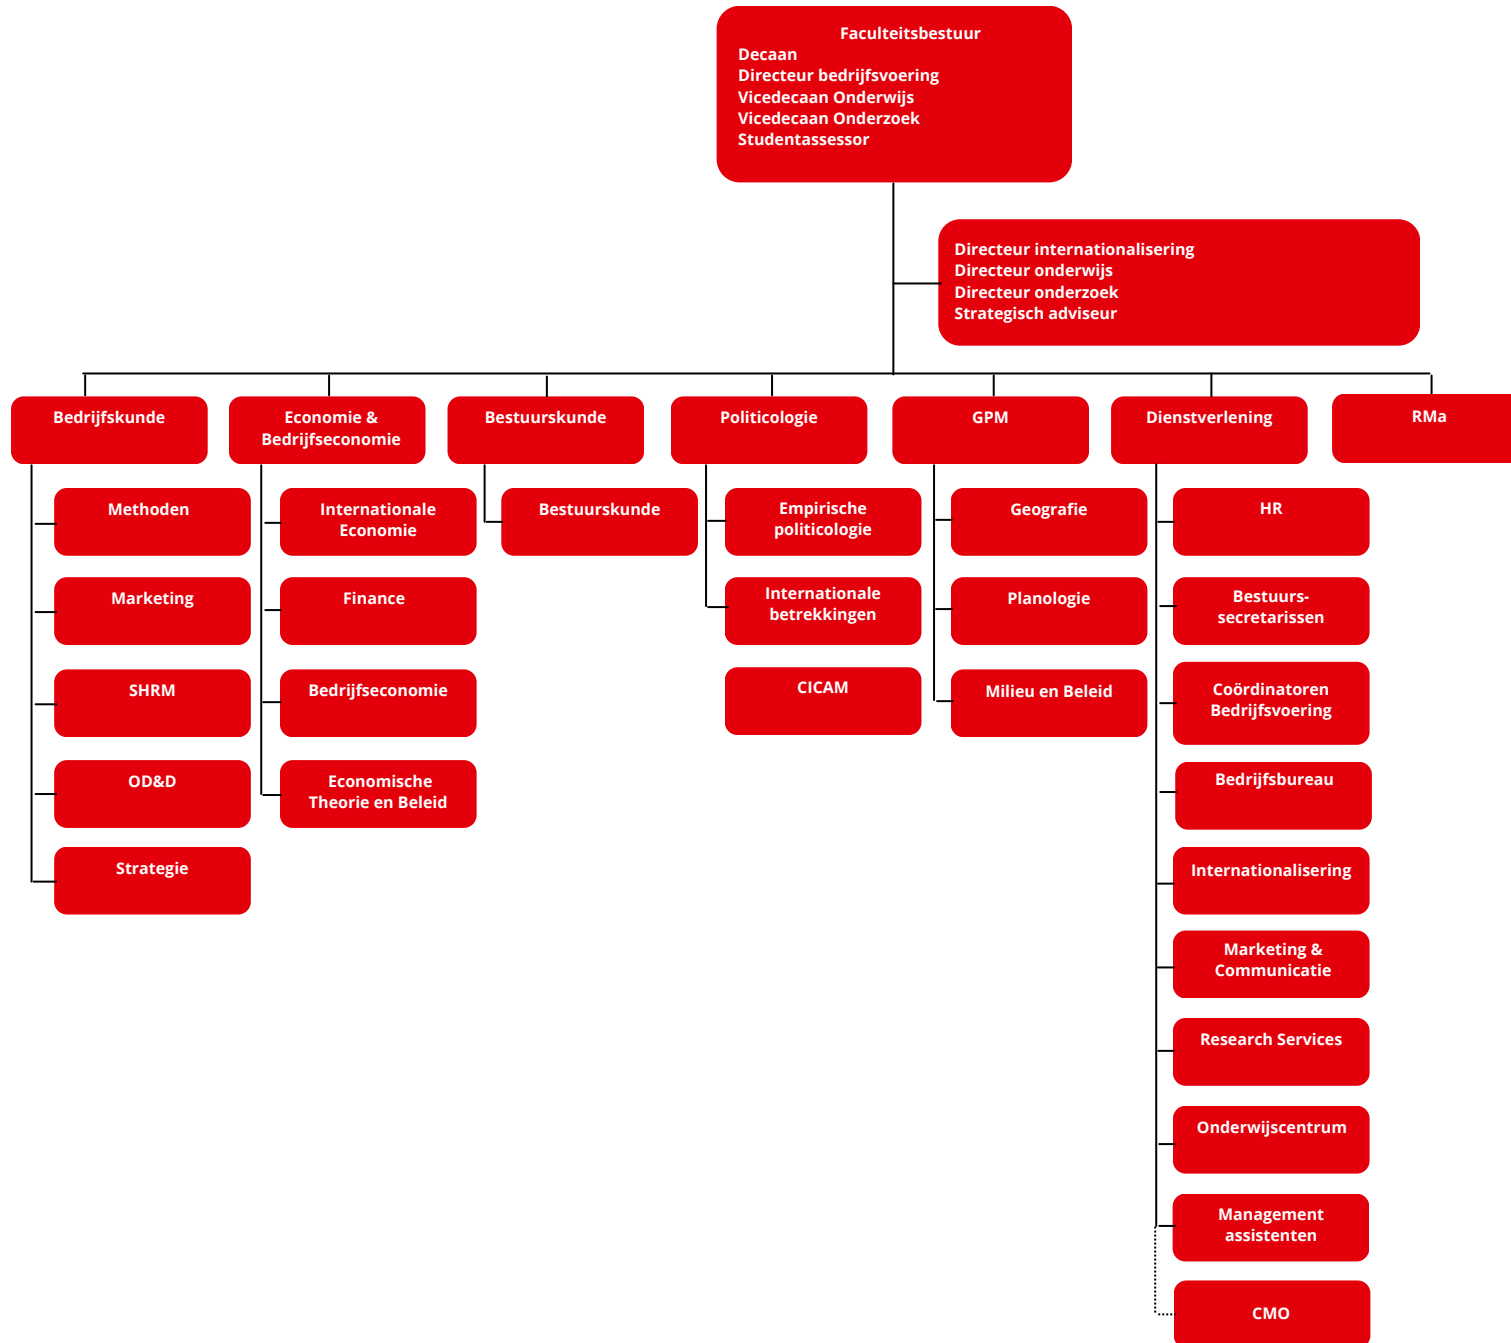 Faculteitsbestuur
Decaan
Directeur bedrijfsvoering
Vicedecaan Onderwijs
Vicedecaan Onderzoek
Studentassessor
Directeur internationalisering
Directeur onderwijs
Directeur onderzoek
Strategisch adviseur
Bedrijfskunde
Methoden
Marketing
SHRM
OD&D
Strategie
Economie &
Bedrijfseconomie
Internationale
Economie
Finance
Bedrijfseconomie
Economische
Theorie en Beleid
Bestuurskunde
Bestuurskunde
Politicologie
Empirische
politicologie
Internationale
betrekkingen
CICAM
GPM
Geografie
Planologie
Milieu en Beleid
Dienstverlening
HR
Bestuurs-
secretarissen
Coördinatoren
Bedrijfsvoering
Bedrijfsbureau
Internationalisering
Marketing &
Communicatie
Research Services
Onderwijscentrum
Management
assistenten
CMO
RMa